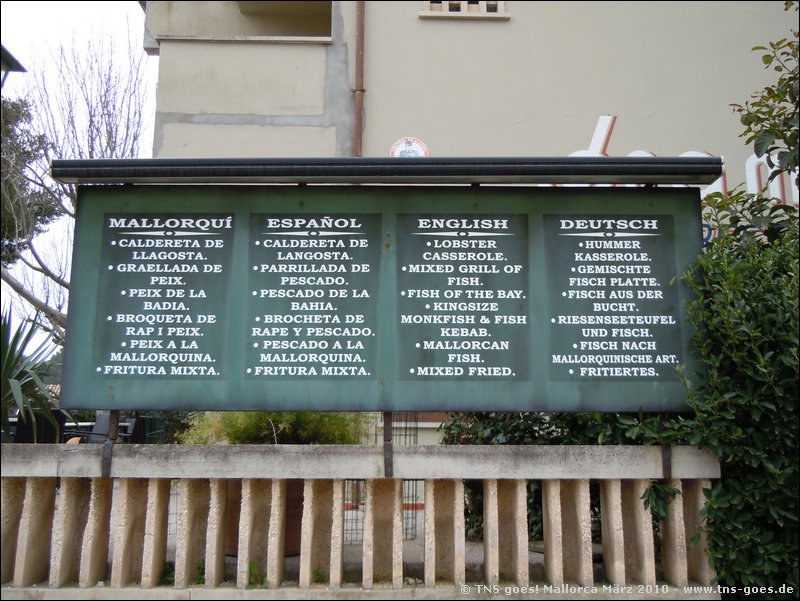 MALLORQUÍ
• CALDERETA DE
LLAGOSTA.
• GRAELLADA DE
PEIX.
• PEIX DE LA
BADIA.
• BROQUETA DE
RAP I PEIX.
• PEIX A LA
MALLORQUINA.
• FRITURA MIXTA.
ESPAÑOL
• CALDERETA DE
LANGOSTA.
• PARRILLADA DE
PESCADO.
• PESCADO DE LA
BAHIA.
• BROCHETA DE
RAPE Y PESCADO.
• PESCADO A LA
MALLORQUINA.
• FRITURA MIXTA.
ENGLISH
• LOBSTER
CASSEROLE.
• MIXED GRILL OF
FISH.
• FISH OF THE BAY.
• KINGSIZE
MONKFISH & FISH
KEBAB.
• MALLORCAN
FISH.
• MIXED FRIED.
DEUTSCH
• HUMMER
KASSEROLE.
• GEMISCHTE
FISCH PLATTE.
• FISCH AUS DER
BUCHT.
• RIESENSEETEUFEL
UND FISCH.
• FISCH NACH
MALLORQUINISCHE ART.
• FRITIERTES.
© TNS goes! Mallorca März 2010 - www.tns-goes.de